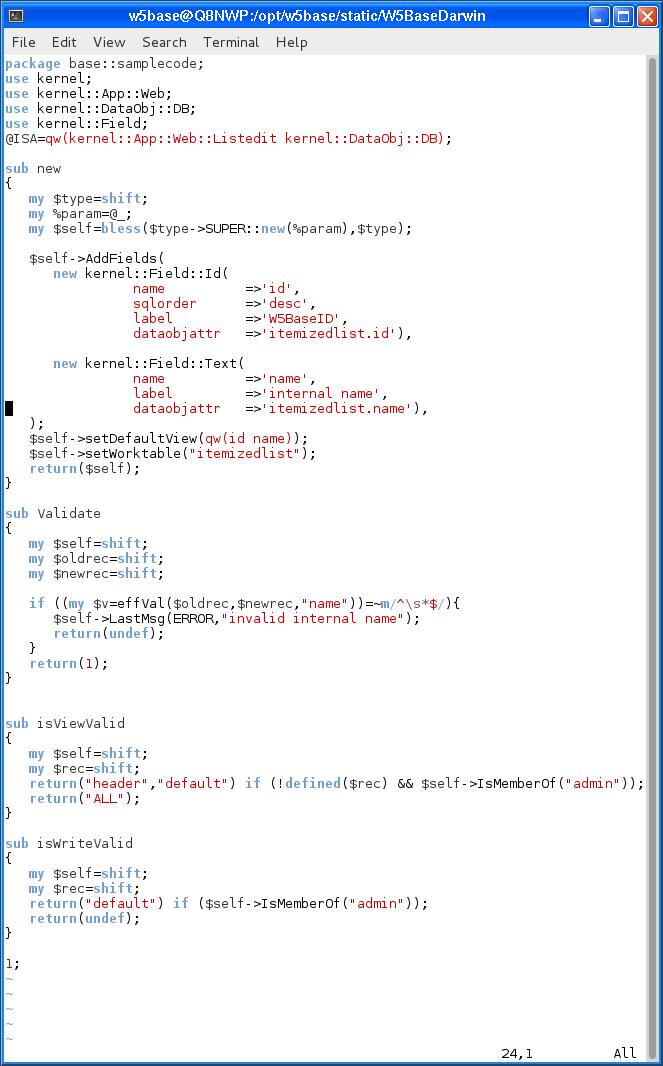 w5base@Q8NWP:/opt/w5base/static/W5BaseDarwin
File Edit View Search Terminal Help
package base::samplecode;
use kernel;
use kernel::App::Web;
use kernel::DataObj::DB;
use kernel::Field;
@ISA=qw(kernel::App::Web::Listedit kernel::DataObj::DB);

sub new
{
   my $type=shift;
   my %param=@_;
   my $self=bless($type->SUPER::new(%param),$type);

   $self->AddFields(
      new kernel::Field::Id(
                name          =>'id',
                sqlorder      =>'desc',
                label         =>'W5BaseID',
                dataobjattr   =>'itemizedlist.id'),

      new kernel::Field::Text(
                name          =>'name',
                label         =>'internal name',
                dataobjattr   =>'itemizedlist.name'),
   );
   $self->setDefaultView(qw(id name));
   $self->setWorktable("itemizedlist");
   return($self);
}

sub Validate
{
   my $self=shift;
   my $oldrec=shift;
   my $newrec=shift;

   if ((my $v=effVal($oldrec,$newrec,"name"))=~m/^\s*$/){
      $self->LastMsg(ERROR,"invalid internal name");
      return(undef);
   }
   return(1);
}


sub isViewValid
{
   my $self=shift;
   my $rec=shift;
   return("header","default") if (!defined($rec) && $self->IsMemberOf("admin"));
   return("ALL");
}

sub isWriteValid
{
   my $self=shift;
   my $rec=shift;
   return("default") if ($self->IsMemberOf("admin"));
   return(undef);
}

1;
~
~
~
~
~
24,1 All